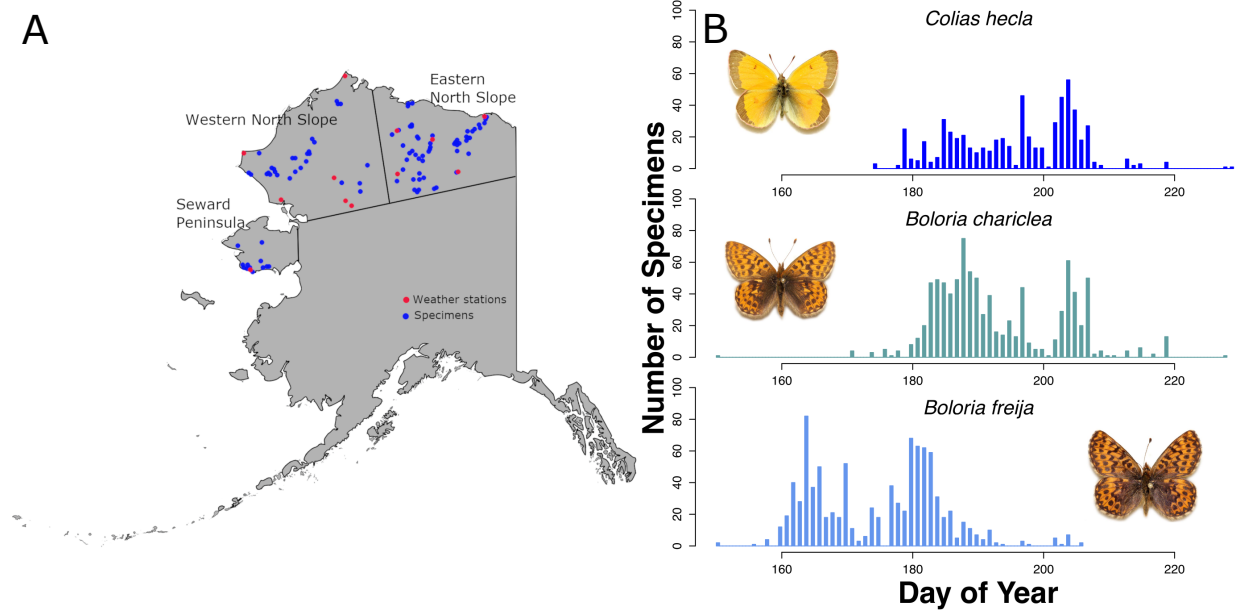 A
Eastern
North Slope
Western North Slope
Seward
Peninsula
Weather stations
Specimens
B
Number of Specimens
Colias hecla
0 20 40 60 80 100
160 180 200 220
Boloria chariclea
0 20 40 60 80 100
160 180 200 220
Boloria freija
0 20 40 60 80 100
160 180 200 220
Day of Year